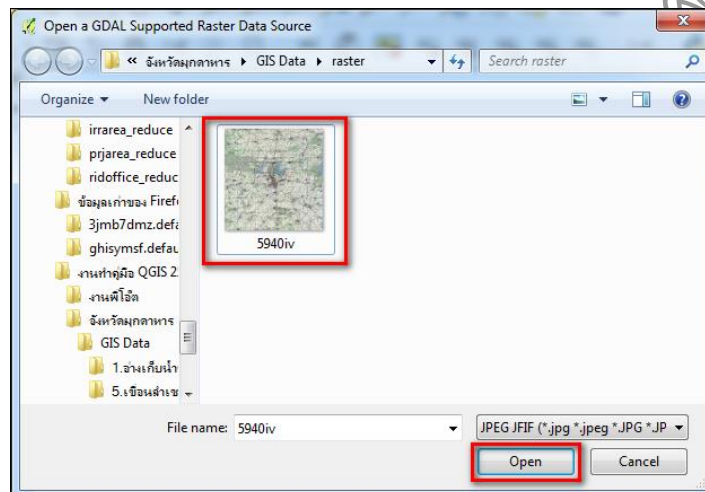 Open a GDAL Supported Raster Data Source
« จังหวัดมุกดาหาร ▸ GIS Data ▸ raster
Search raster
Organize New folder
irrarea_reduce
prjarea_reduce
ridoffice_reduc
ข้อมูลเก่าของ Firef
3jmb7dmz.defa
ghisymsf.defau
งานทำคู่มือ QGIS 2.
งานพีโอ๊ต
จังหวัดมุกดาหาร
GIS Data
1.อ่างเก็บน้ำ
5.เขื่อนลำเซ
5940iv
File name: 5940iv
JPEG JFIF (*.jpg *.jpeg *.JPG *.JP
Open Cancel